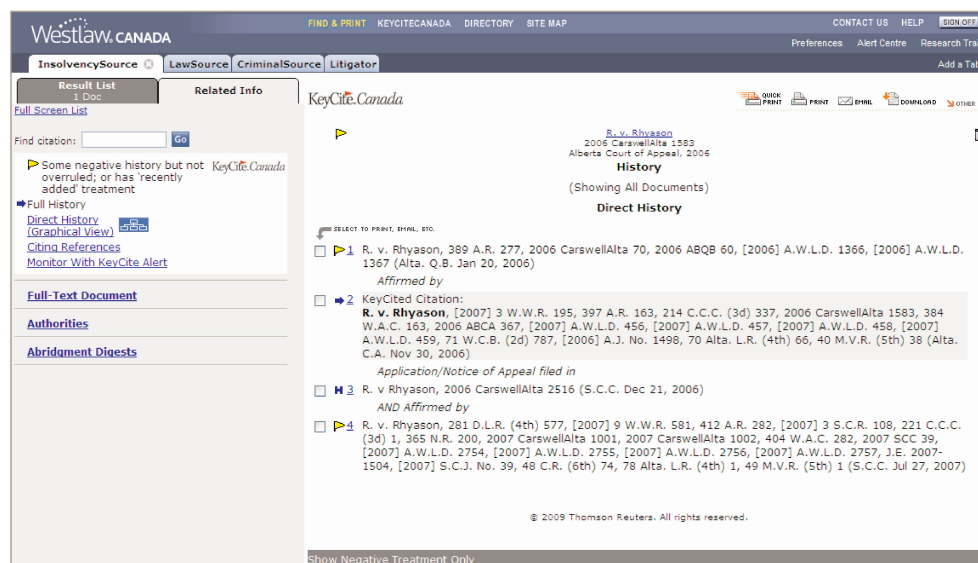 Westlaw. CANADA
FIND & PRINT KEYCITECANADA DIRECTORY SITE MAP
CONTACT US HELP SIGN OFF
Preferences Alert Centre Research Trai
InsolvencySource LawSource CriminalSource Litigator
Add a Tab
Result List
1 Doc
Related Info
Full Screen List
Find citation: Go
Some negative history but not
overruled; or has 'recently
added' treatment
KeyCite.Canada
Full History
Direct History
(Graphical View)
Citing References
Monitor With KeyCite Alert
Full-Text Document
Authorities
Abridgment Digests
KeyCite.Canada
QUICK PRINT PRINT EMAIL DOWNLOAD OTHER
R. v. Rhyason
2006 CarswellAlta 1583
Alberta Court of Appeal, 2006
History
(Showing All Documents)
Direct History
SELECT TO PRINT, EMAIL, ETC.
1 R. v. Rhyason, 389 A.R. 277, 2006 CarswellAlta 70, 2006 ABQB 60, [2006] A.W.L.D. 1366, [2006] A.W.L.D.
1367 (Alta. Q.B. Jan 20, 2006)
Affirmed by
2 KeyCited Citation:
R. v. Rhyason, [2007] 3 W.W.R. 195, 397 A.R. 163, 214 C.C.C. (3d) 337, 2006 CarswellAlta 1583, 384
W.A.C. 163, 2006 ABCA 367, [2007] A.W.L.D. 456, [2007] A.W.L.D. 457, [2007] A.W.L.D. 458, [2007]
A.W.L.D. 459, 71 W.C.B. (2d) 787, [2006] A.J. No. 1498, 70 Alta. L.R. (4th) 66, 40 M.V.R. (5th) 38 (Alta.
C.A. Nov 30, 2006)
Application/Notice of Appeal filed in
H 3 R. v Rhyason, 2006 CarswellAlta 2516 (S.C.C. Dec 21, 2006)
AND Affirmed by
4 R. v. Rhyason, 281 D.L.R. (4th) 577, [2007] 9 W.W.R. 581, 412 A.R. 282, [2007] 3 S.C.R. 108, 221 C.C.C.
(3d) 1, 365 N.R. 200, 2007 CarswellAlta 1001, 2007 CarswellAlta 1002, 404 W.A.C. 282, 2007 SCC 39,
[2007] A.W.L.D. 2754, [2007] A.W.L.D. 2755, [2007] A.W.L.D. 2756, [2007] A.W.L.D. 2757, J.E. 2007-
1504, [2007] S.C.J. No. 39, 48 C.R. (6th) 74, 78 Alta. L.R. (4th) 1, 49 M.V.R. (5th) 1 (S.C.C. Jul 27, 2007)
© 2009 Thomson Reuters. All rights reserved.
Show Negative Treatment Only